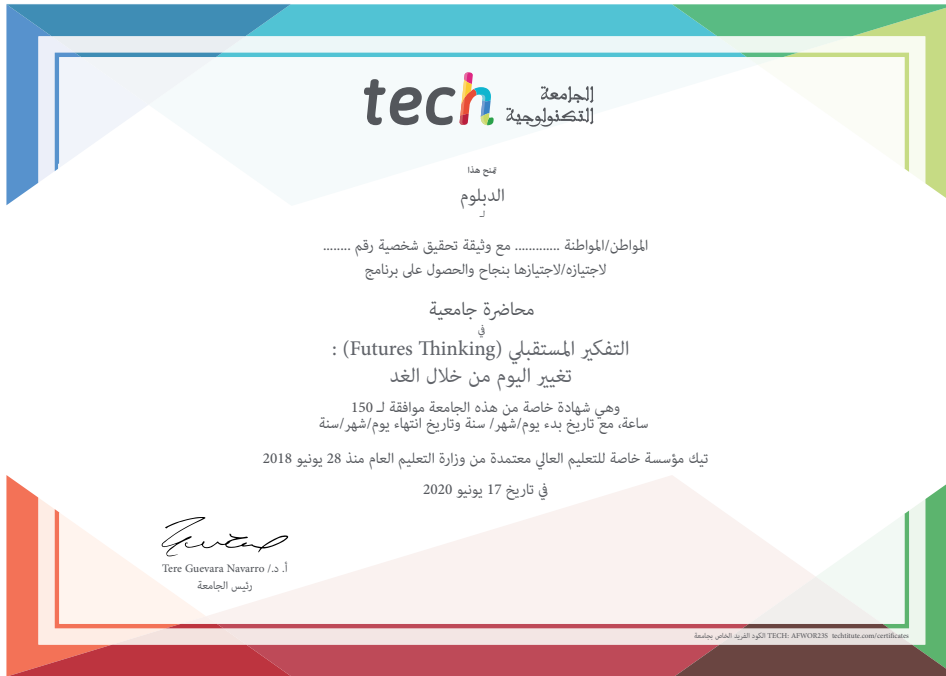 tech الجامعة
التكنولوجية
تمنح هذا
الدبلوم
لـ
المواطن/المواطنة ............. مع وثيقة تحقيق شخصية رقم ........
لاجتيازه/لاجتيازها بنجاح والحصول على برنامج
محاضرة جامعية
في
التفكير المستقبلي (Futures Thinking) :
تغيير اليوم من خلال الغد
وهي شهادة خاصة من هذه الجامعة موافقة لـ 150
ساعة، مع تاريخ بدء يوم/شهر/ سنة وتاريخ انتهاء يوم/شهر/سنة
تيك مؤسسة خاصة للتعليم العالي معتمدة من وزارة التعليم العام منذ 28 يونيو 2018
في تاريخ 17 يونيو 2020
أ. د./ Tere Guevara Navarro
رئيس الجامعة
الكود الفريد الخاص بجامعة TECH: AFWOR23S techtitute.com/certificates